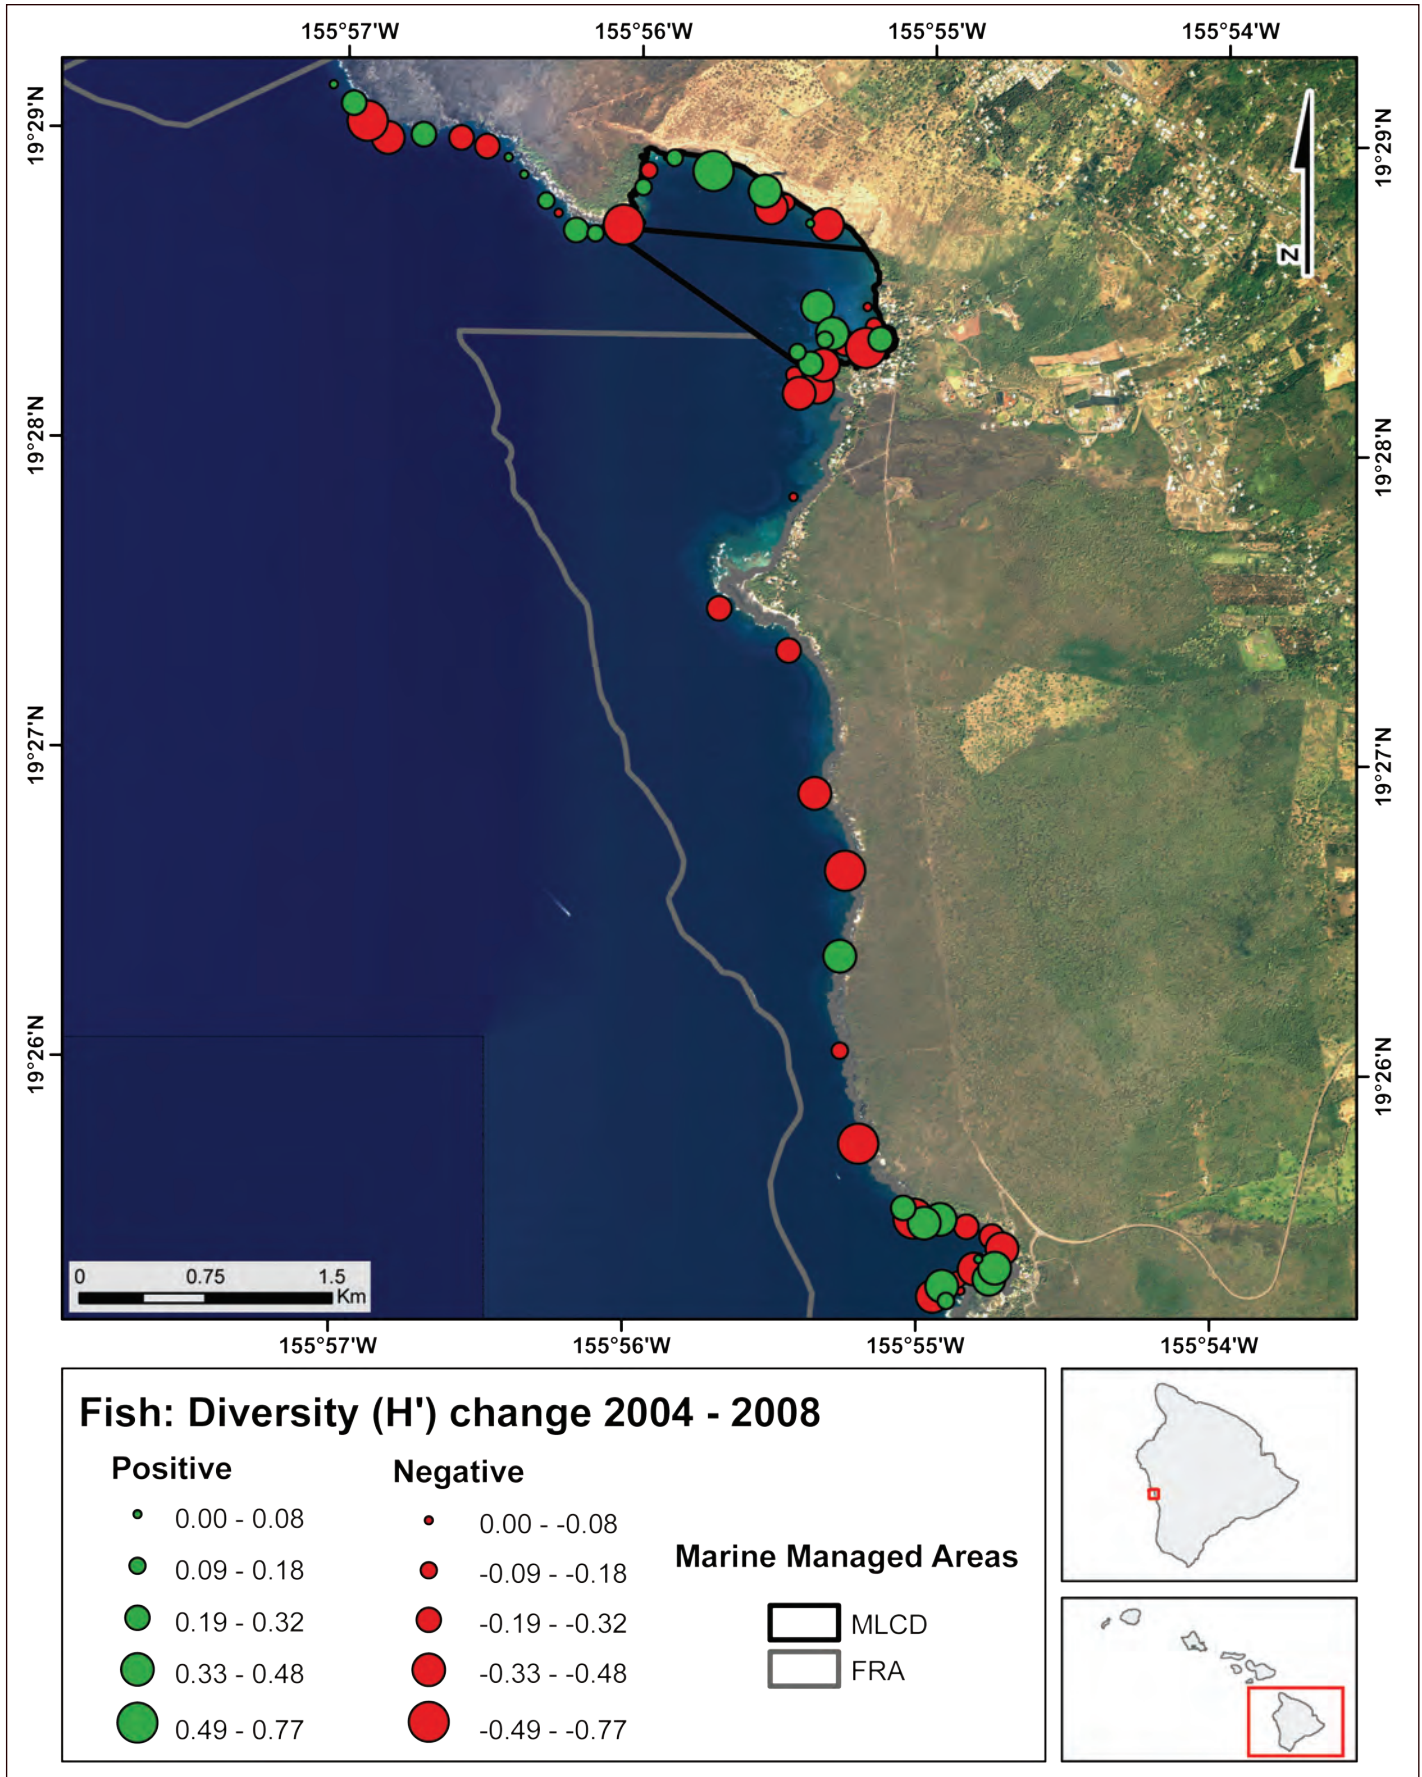 155°57'W 155°56'W 155°55'W 155°54'W
19°29'N 19°29'N
N
19°28'N 19°28'N
19°27'N 19°27'N
19°26'N 19°26'N
0 0.75 1.5
Km
155°57'W 155°56'W 155°55'W 155°54'W
Fish: Diversity (H') change 2004 - 2008
Positive
0.00 - 0.08
0.09 - 0.18
0.19 - 0.32
0.33 - 0.48
0.49 - 0.77
Negative
0.00 - -0.08
-0.09 - -0.18
-0.19 - -0.32
-0.33 - -0.48
-0.49 - -0.77
Marine Managed Areas
MLCD
FRA